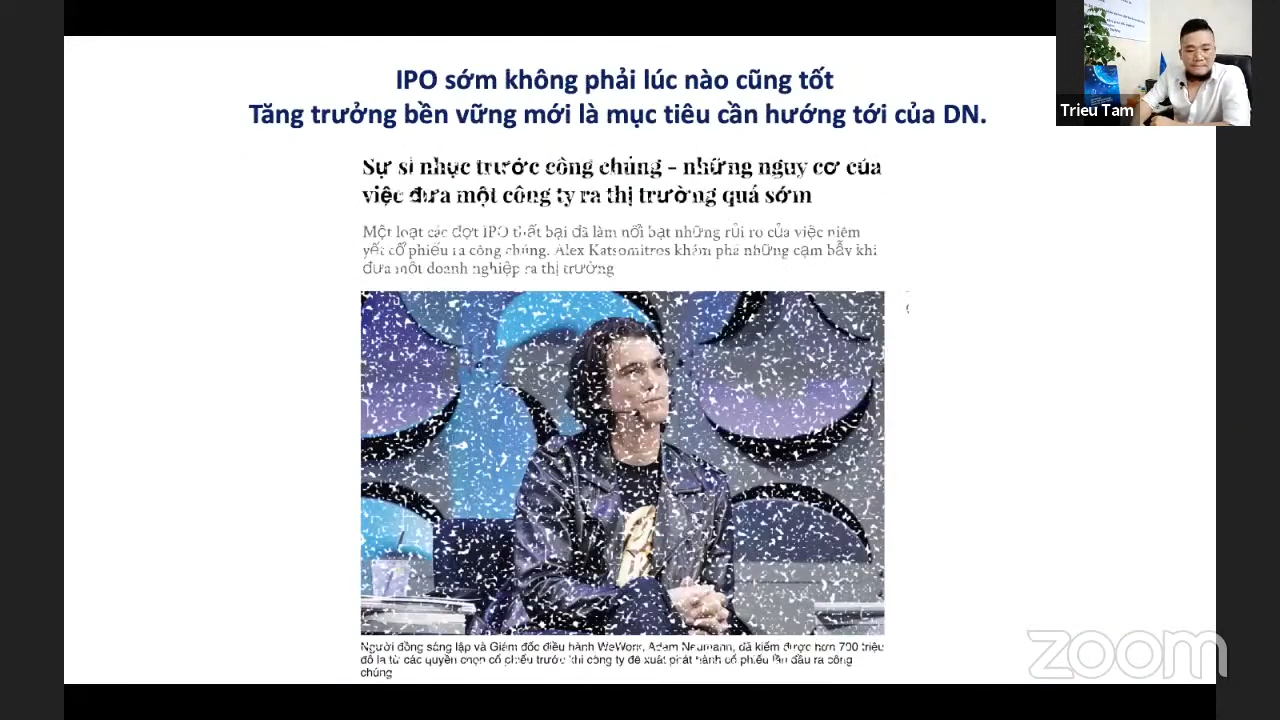 IPO sớm không phải lúc nào cũng tốt
Tăng trưởng bền vững mới là mục tiêu cần hướng tới của DN.
Trieu Tam
Sự sỉ nhục trước công chúng - những nguy cơ của
việc đưa một công ty ra thị trường quá sớm
Một loạt các đợt IPO thất bại đã làm nổi bật những rủi ro của việc niêm
yết cổ phiếu ra công chúng. Alex Katsomitros khám phá những cạm bẫy khi
đưa một doanh nghiệp ra thị trường
Người đồng sáng lập và Giám đốc điều hành WeWork, Adam Neumann, đã kiếm được hơn 700 triệu
đô la từ các quyền chọn cổ phiếu trước khi công ty đề xuất phát hành cổ phiếu lần đầu ra công
chúng
zoom